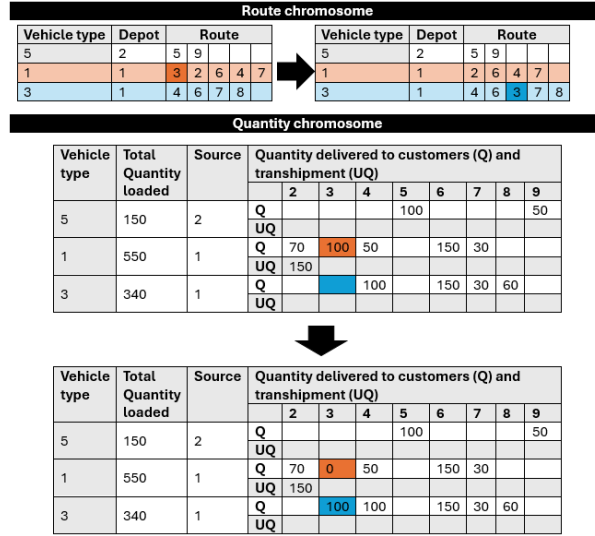 Route chromosome
Vehicle type Depot Route Vehicle type Depot Route
5 2 5 9 5 2 5 9
1 1 3 2 6 4 7 1 1 2 6 4 7
3 1 4 6 7 8 3 1 4 6 3 7 8
Quantity chromosome
Vehicle type Total Quantity loaded Source Quantity delivered to customers (Q) and transhipment (UQ)
2 3 4 5 6 7 8 9
5 150 2 Q 100 50
UQ
1 550 1 Q 70 100 50 150 30
UQ 150
3 340 1 Q 100 150 30 60
UQ
Vehicle type Total Quantity loaded Source Quantity delivered to customers (Q) and transhipment (UQ)
2 3 4 5 6 7 8 9
5 150 2 Q 100 50
UQ
1 550 1 Q 70 0 50 150 30
UQ 150
3 340 1 Q 100 100 150 30 60
UQ